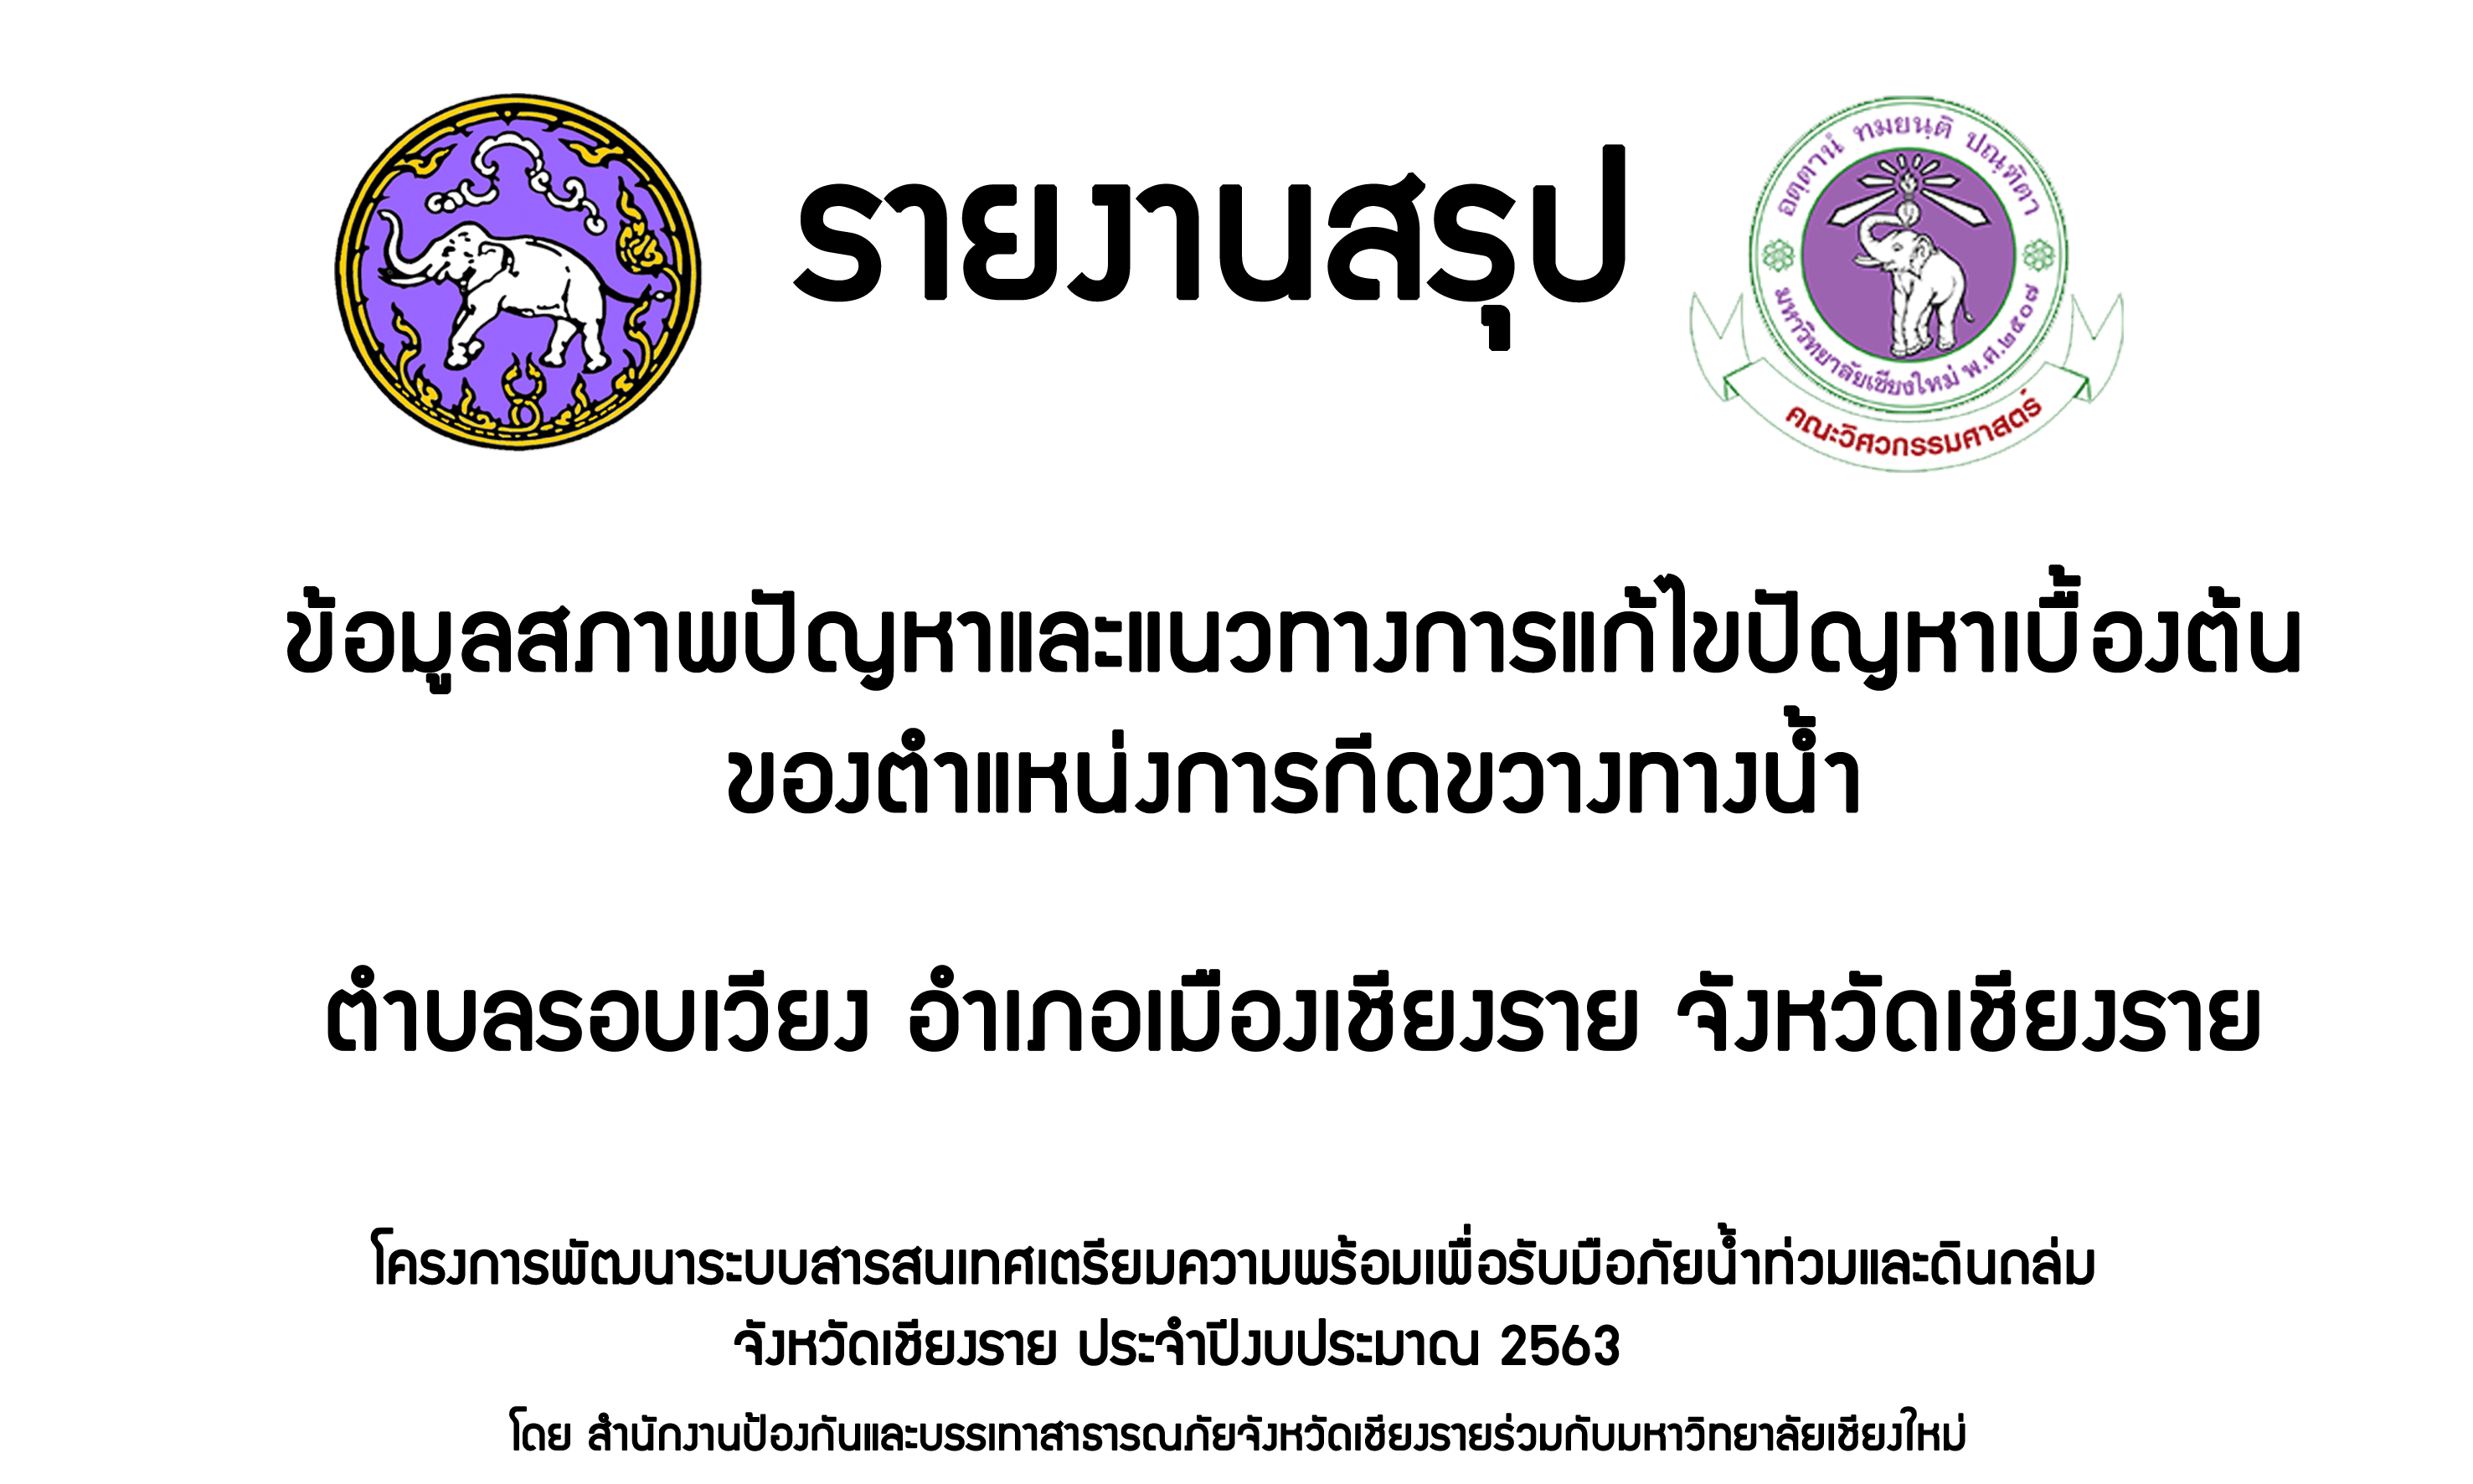 รายงานสรุป
อตฺตานํ ทมยนฺติ ปณฺฑิตา
มหาวิทยาลัยเชียงใหม่ พ.ศ.๒๕๐๗
คณะวิศวกรรมศาสตร์
ข้อมูลสภาพปัญหาและแนวทางการแก้ไขปัญหาเบื้องต้น
ของตำแหน่งการกีดขวางทางน้ำ
ตำบลรอบเวียง อำเภอเมืองเชียงราย จังหวัดเชียงราย
โครงการพัฒนาระบบสารสนเทศเตรียมความพร้อมเพื่อรับมือภัยน้ำท่วมและดินถล่ม
จังหวัดเชียงราย ประจำปีงบประมาณ 2563
โดย สำนักงานป้องกันและบรรเทาสาธารณภัยจังหวัดเชียงรายร่วมกับมหาวิทยาลัยเชียงใหม่